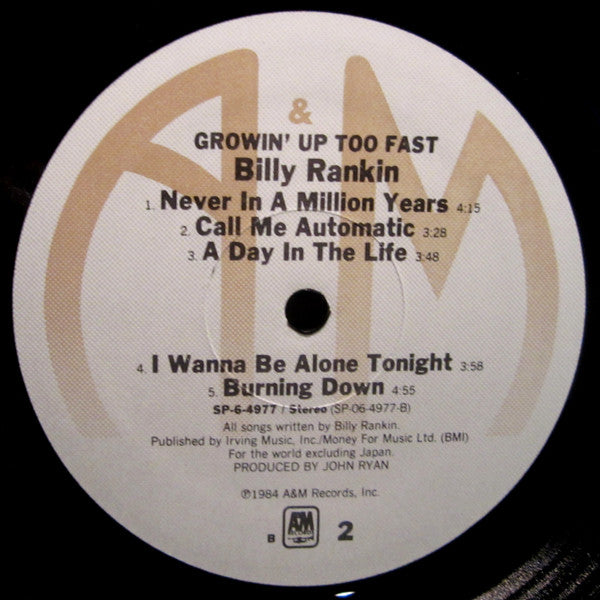 A & M
GROWIN' UP TOO FAST
Billy Rankin
1. Never In A Million Years 4:15
2. Call Me Automatic 3:28
3. A Day In The Life 3:48
4. I Wanna Be Alone Tonight 3:58
5. Burning Down 4:55
SP-6-4977 / Stereo (SP-06-4977-B)
All songs written by Billy Rankin.
Published by Irving Music, Inc./Money For Music Ltd. (BMI)
For the world excluding Japan.
PRODUCED BY JOHN RYAN
℗1984 A&M Records, Inc.
B A&M RECORDS 2